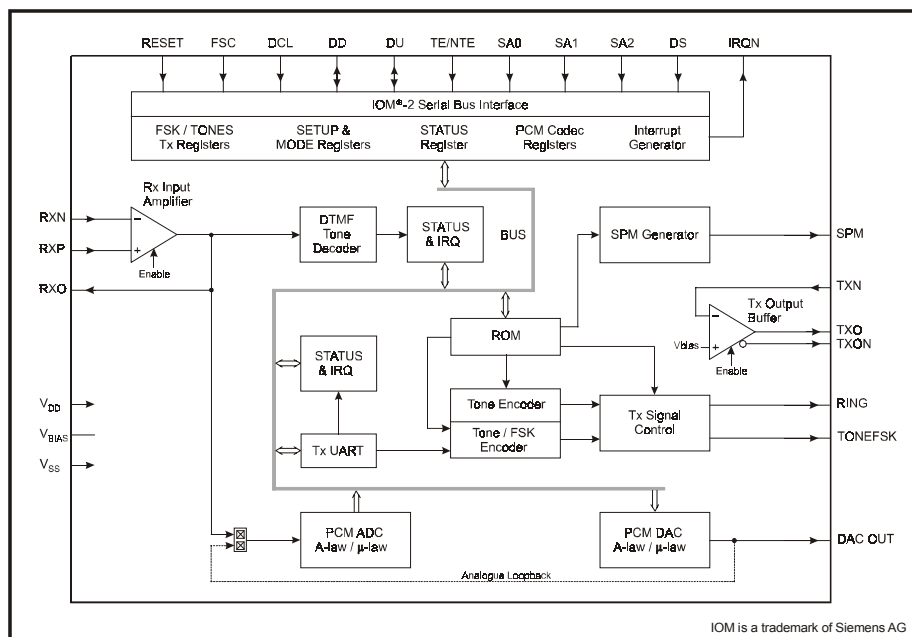 RESET FSC DCL DD DU TE/NTE SA0 SA1 SA2 DS IRQN
IOM®-2 Serial Bus Interface
FSK / TONES
Tx Registers
SETUP &
MODE Registers
STATUS
Register
PCM Codec
Registers
Interrupt
Generator
Rx Input
Amplifier
RXN
RXP
RXO
−
+
Enable
DTMF
Tone
Decoder
STATUS
& IRQ
BUS
SPM Generator
SPM
TXN
Tx Output
Buffer
−
+
Vbias
Enable
TXO
TXON
ROM
STATUS
& IRQ
Tone Encoder
Tone / FSK
Encoder
Tx Signal
Control
RING
TONEFSK
Tx UART
VDD
VBIAS
VSS
PCM ADC
A-law / µ-law
PCM DAC
A-law / µ-law
DAC OUT
Analogue Loopback
IOM is a trademark of Siemens AG